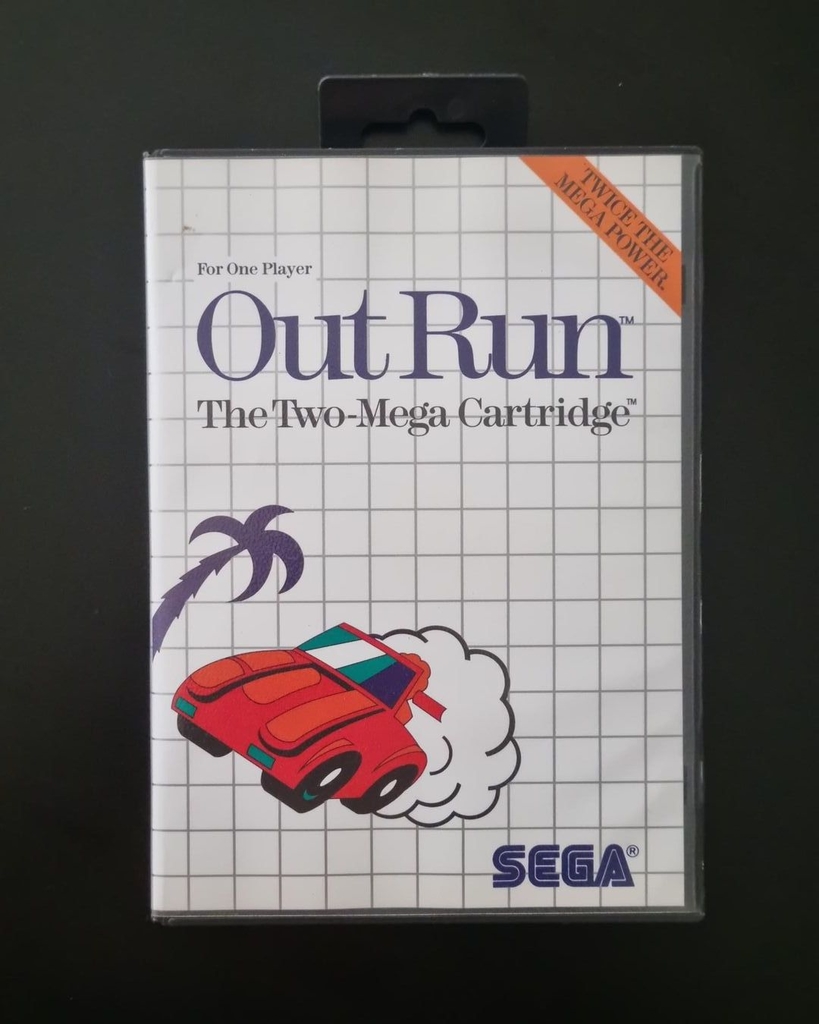 TWICE THE
MEGA POWER.
For One Player
Out Run™
The Two-Mega Cartridge™
SEGA®